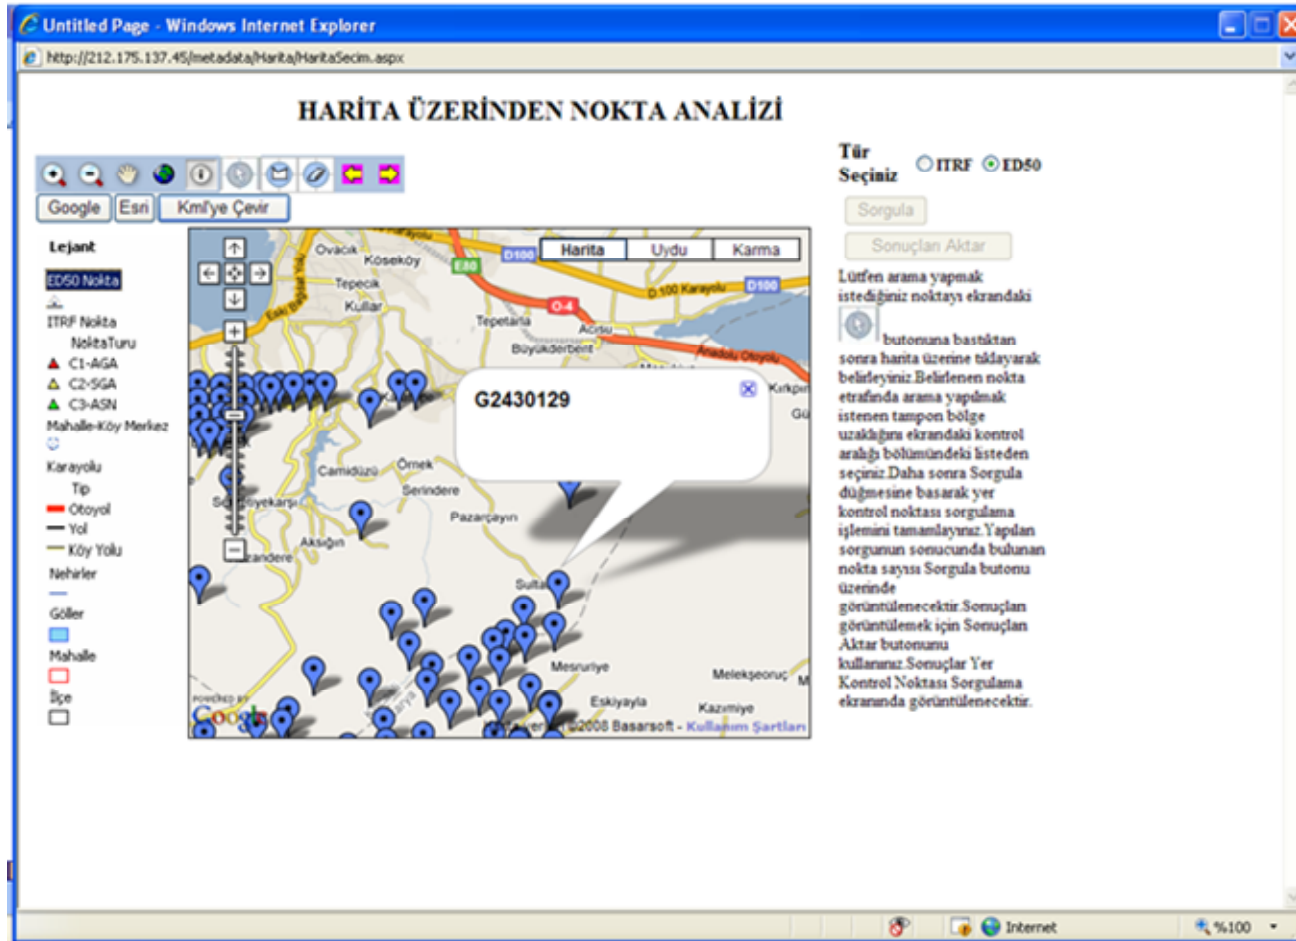 Untitled Page - Windows Internet Explorer
http://212.175.137.45/metadata/Harita/HaritaSecim.aspx
HARİTA ÜZERİNDEN NOKTA ANALİZİ
Tür
Seçiniz
ITRF
ED50
Google
Esri
Kml'ye Çevir
Sorgula
Sonuçları Aktar
Lejant
ED50 Nokta
ITRF Nokta
NoktaTuru
C1-AGA
C2-SGA
C3-ASN
Mahalle-Köy Merkez
Karayolu
Tip
Otoyol
Yol
Köy Yolu
Nehirler
Göller
Mahalle
İlçe
Harita
Uydu
Karma
Ovacık
Köseköy
E80
D100
D 100 Karayolu
D100
Tepecik
Kullar
Eski Bağdat Yolu
O-4
Tepetarla
Acısu
Büyükderbent
Anadolu Otoyolu
G2430129
Camidüzü
Örnek
Serindere
Pazarçayırı
Aksığın
Mesruriye
Melekşeoruç
Eskiyayla
Kazımiye
POWERED BY
Google
©2008 Basarsoft - Kullanım Şartları
Lütfen arama yapmak
istediğiniz noktayı ekrandaki
butonuna bastıktan
sonra harita üzerine tıklayarak
belirleyiniz.Belirlenen nokta
etrafında arama yapılmak
istenen tampon bölge
uzaklığını ekrandaki kontrol
aralığı bölümündeki listeden
seçiniz.Daha sonra Sorgula
düğmesine basarak yer
kontrol noktası sorgulama
işlemini tamamlayınız.Yapılan
sorgunun sonucunda bulunan
nokta sayısı Sorgula butonu
üzerinde
görüntülenecektir.Sonuçları
görüntülemek için Sonuçları
Aktar butonunu
kullanınız.Sonuçlar Yer
Kontrol Noktası Sorgulama
ekranında görüntülenecektir.
Internet
%100